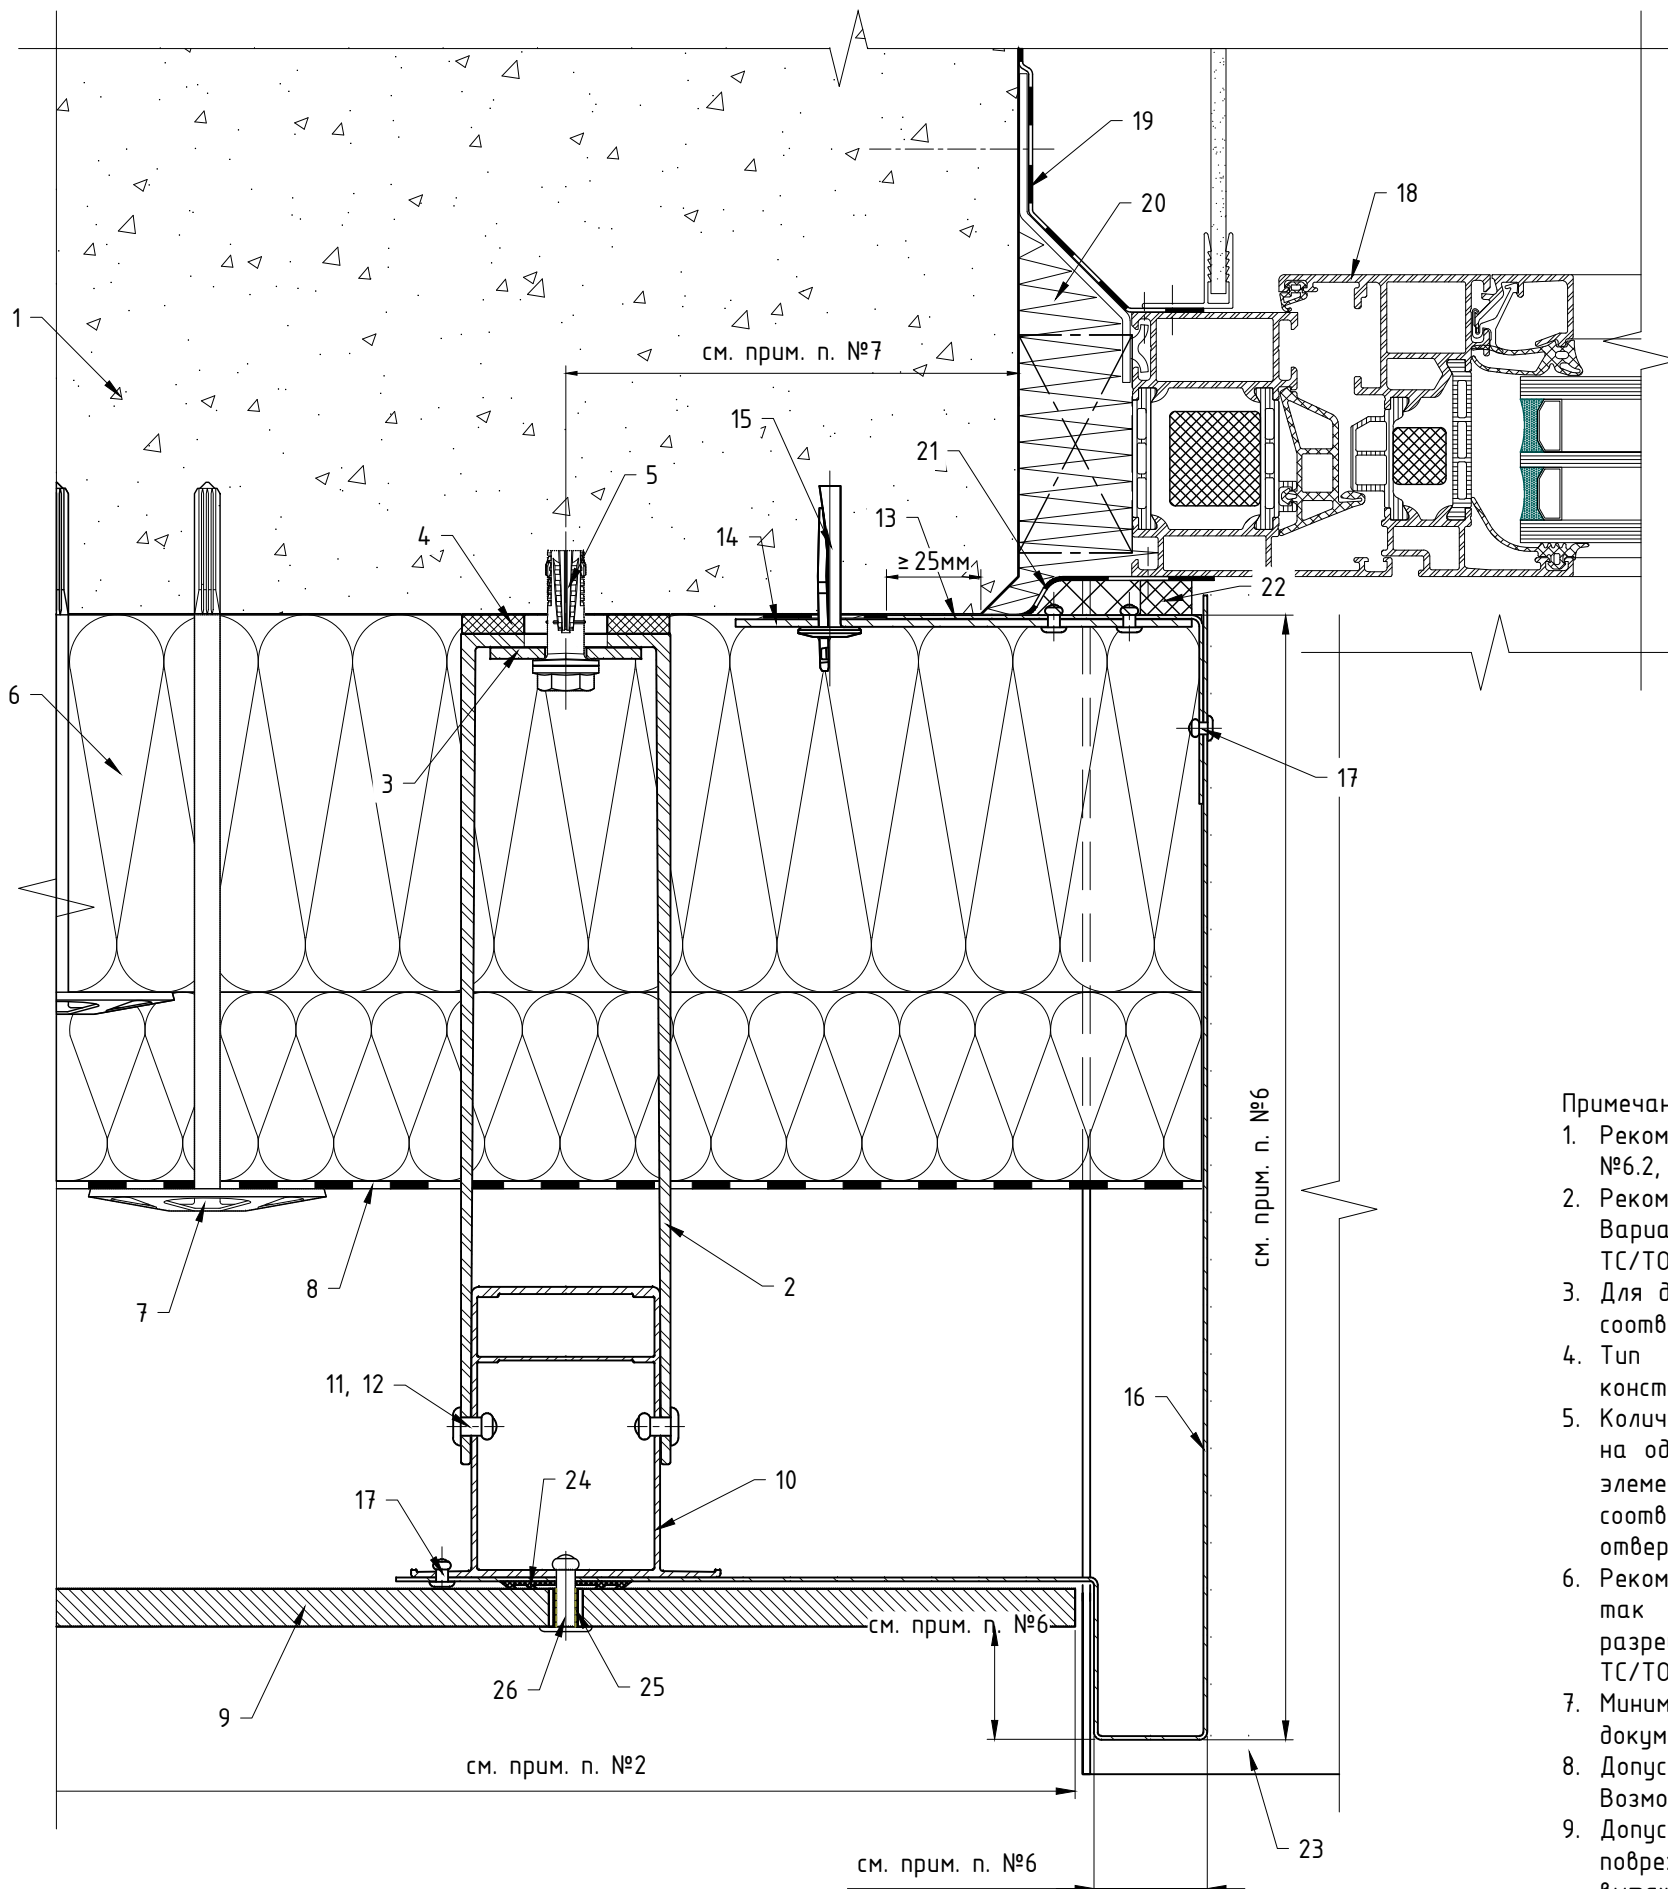 19
20
18
1
см. прим. п. №7
15
21
5
13
14
4
≥ 25мм
22
6
3
17
см. прим. п. №6
8
2
7
11, 12
16
24
10
17
см. прим. п. №6
26
25
9
см. прим. п. №2
23
см. прим. п. №6
Примечан
1. Реком
№6.2,
2. Реком
Вариа
ТС/ТО
3. Для д
соотв
4. Тип
конст
5. Колич
на од
элеме
соотв
отвер
6. Реком
так
разре
ТС/ТО
7. Миним
докум
8. Допус
Возмо
9. Допус
повре